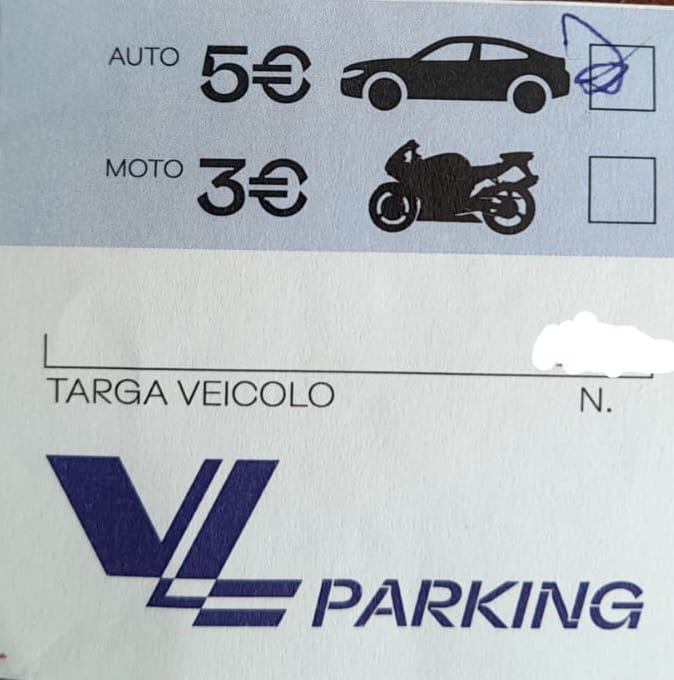 AUTO 5€
MOTO 3€
TARGA VEICOLO N.
VL PARKING